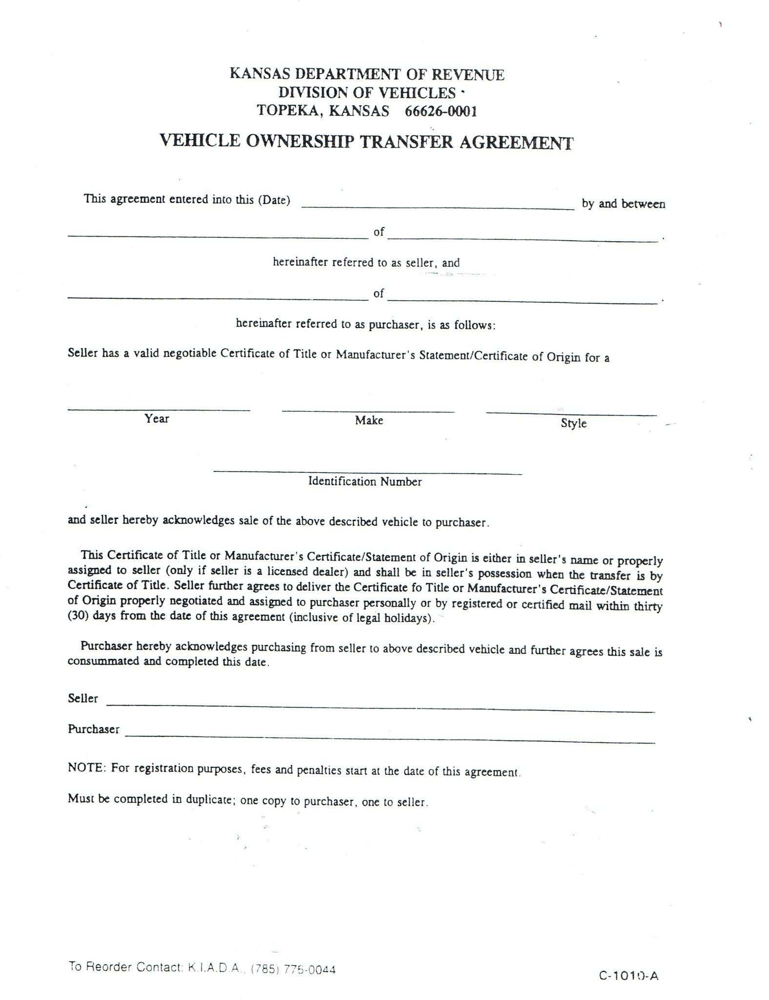 KANSAS DEPARTMENT OF REVENUE
DIVISION OF VEHICLES
TOPEKA, KANSAS 66626-0001
VEHICLE OWNERSHIP TRANSFER AGREEMENT
This agreement entered into this (Date) by and between
of .
hereinafter referred to as seller, and
of .
hereinafter referred to as purchaser, is as follows:
Seller has a valid negotiable Certificate of Title or Manufacturer's Statement/Certificate of Origin for a
Year Make Style
Identification Number
and seller hereby acknowledges sale of the above described vehicle to purchaser.
This Certificate of Title or Manufacturer's Certificate/Statement of Origin is either in seller's name or properly
assigned to seller (only if seller is a licensed dealer) and shall be in seller's possession when the transfer is by
Certificate of Title. Seller further agrees to deliver the Certificate fo Title or Manufacturer's Certificate/Statement
of Origin properly negotiated and assigned to purchaser personally or by registered or certified mail within thirty
(30) days from the date of this agreement (inclusive of legal holidays).
Purchaser hereby acknowledges purchasing from seller to above described vehicle and further agrees this sale is
consummated and completed this date.
Seller
Purchaser
NOTE: For registration purposes, fees and penalties start at the date of this agreement.
Must be completed in duplicate; one copy to purchaser, one to seller.
To Reorder Contact: K.I.A.D.A., (785) 776-0044
C-1010-A